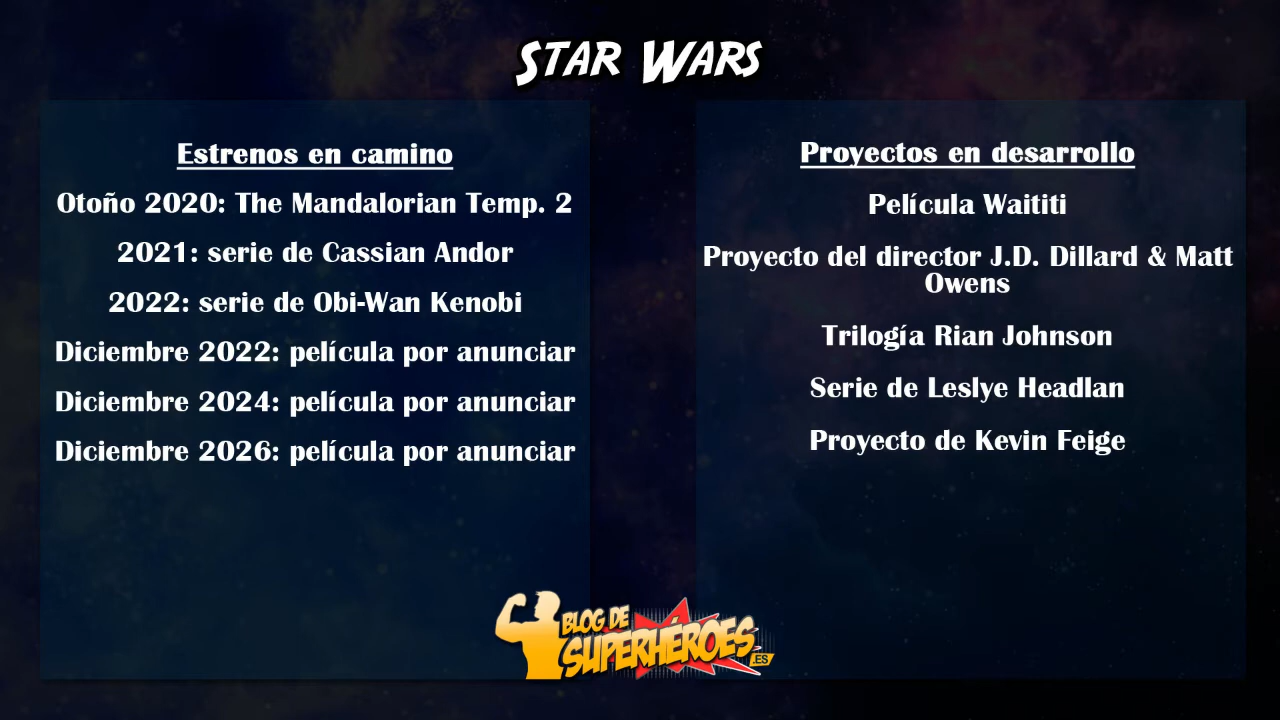 Star Wars
Estrenos en camino
Otoño 2020: The Mandalorian Temp. 2
2021: serie de Cassian Andor
2022: serie de Obi-Wan Kenobi
Diciembre 2022: película por anunciar
Diciembre 2024: película por anunciar
Diciembre 2026: película por anunciar
Proyectos en desarrollo
Película Waititi
Proyecto del director J.D. Dillard & Matt
Owens
Trilogía Rian Johnson
Serie de Leslye Headlan
Proyecto de Kevin Feige
BLOG DE
SUPERHÉROES
.ES